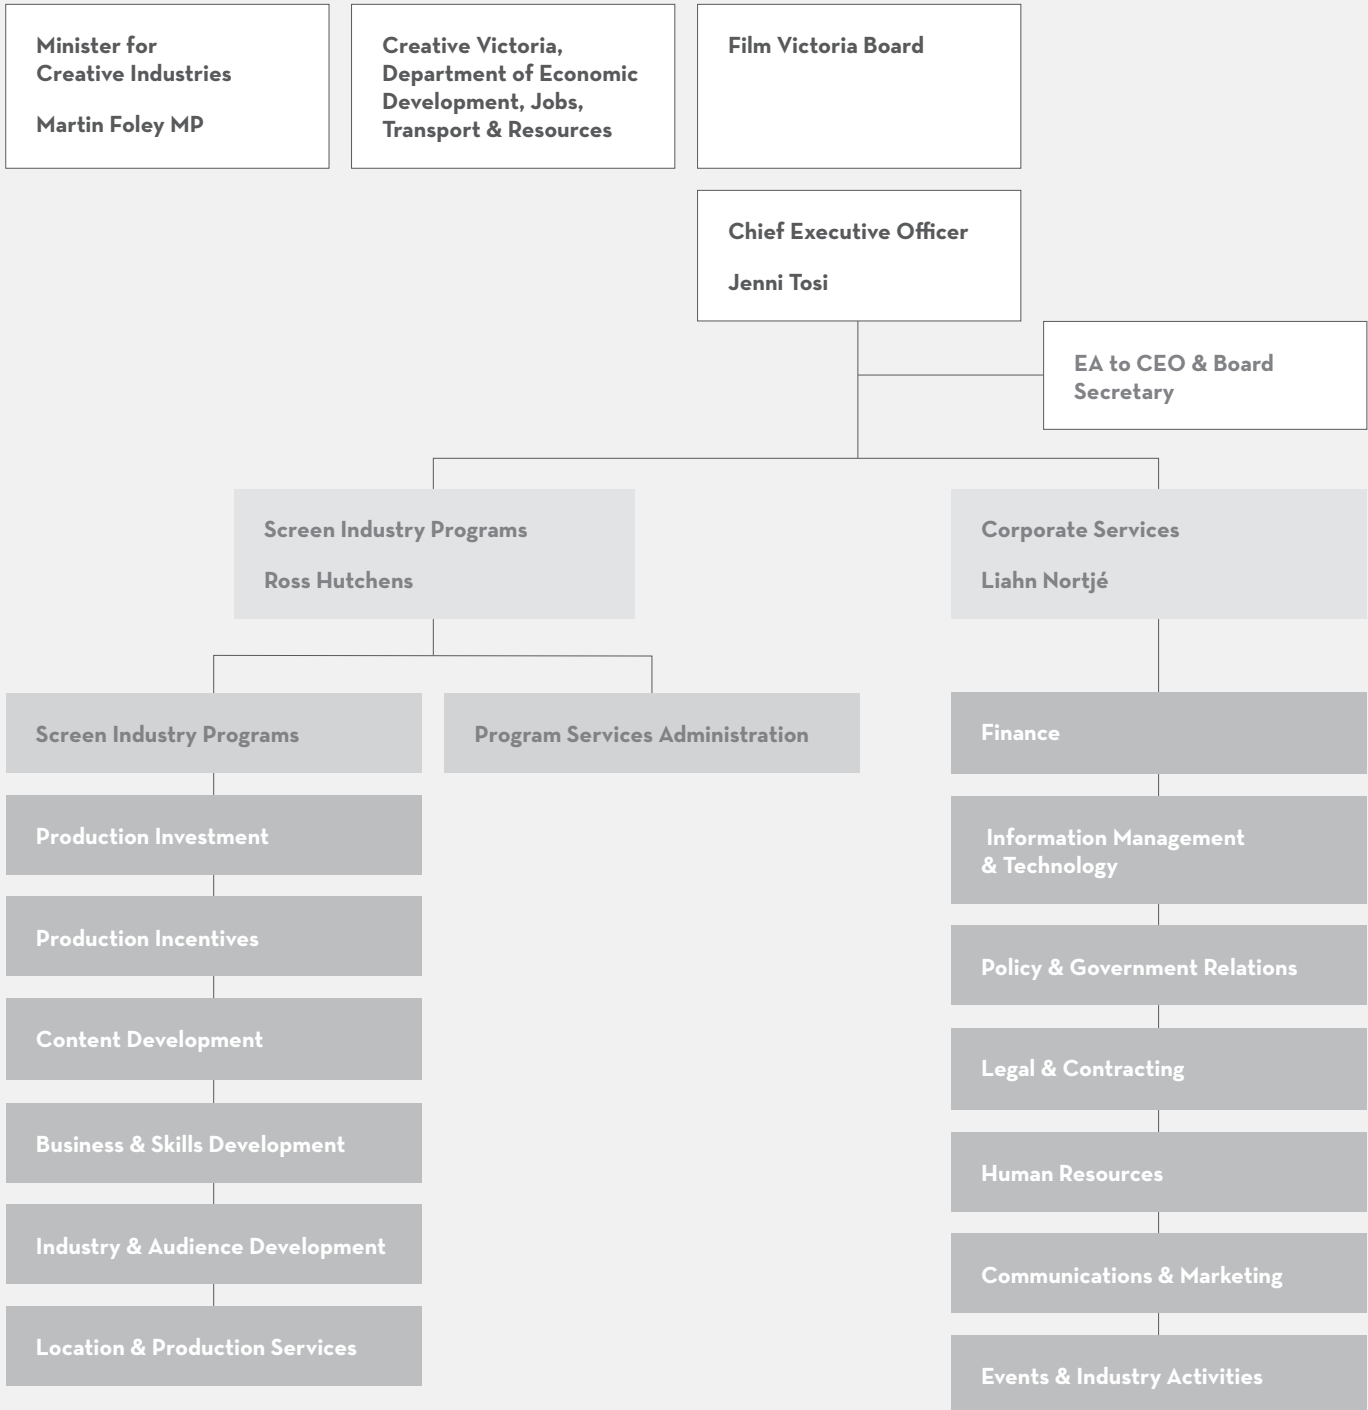 Minister for
Creative Industries
Martin Foley MP
Creative Victoria,
Department of Economic
Development, Jobs,
Transport & Resources
Film Victoria Board
Chief Executive Officer
Jenni Tosi
EA to CEO & Board
Secretary
Screen Industry Programs
Ross Hutchens
Corporate Services
Liahn Nortjé
Screen Industry Programs
Program Services Administration
Production Investment
Production Incentives
Content Development
Business & Skills Development
Industry & Audience Development
Location & Production Services
Finance
Information Management
& Technology
Policy & Government Relations
Legal & Contracting
Human Resources
Communications & Marketing
Events & Industry Activities